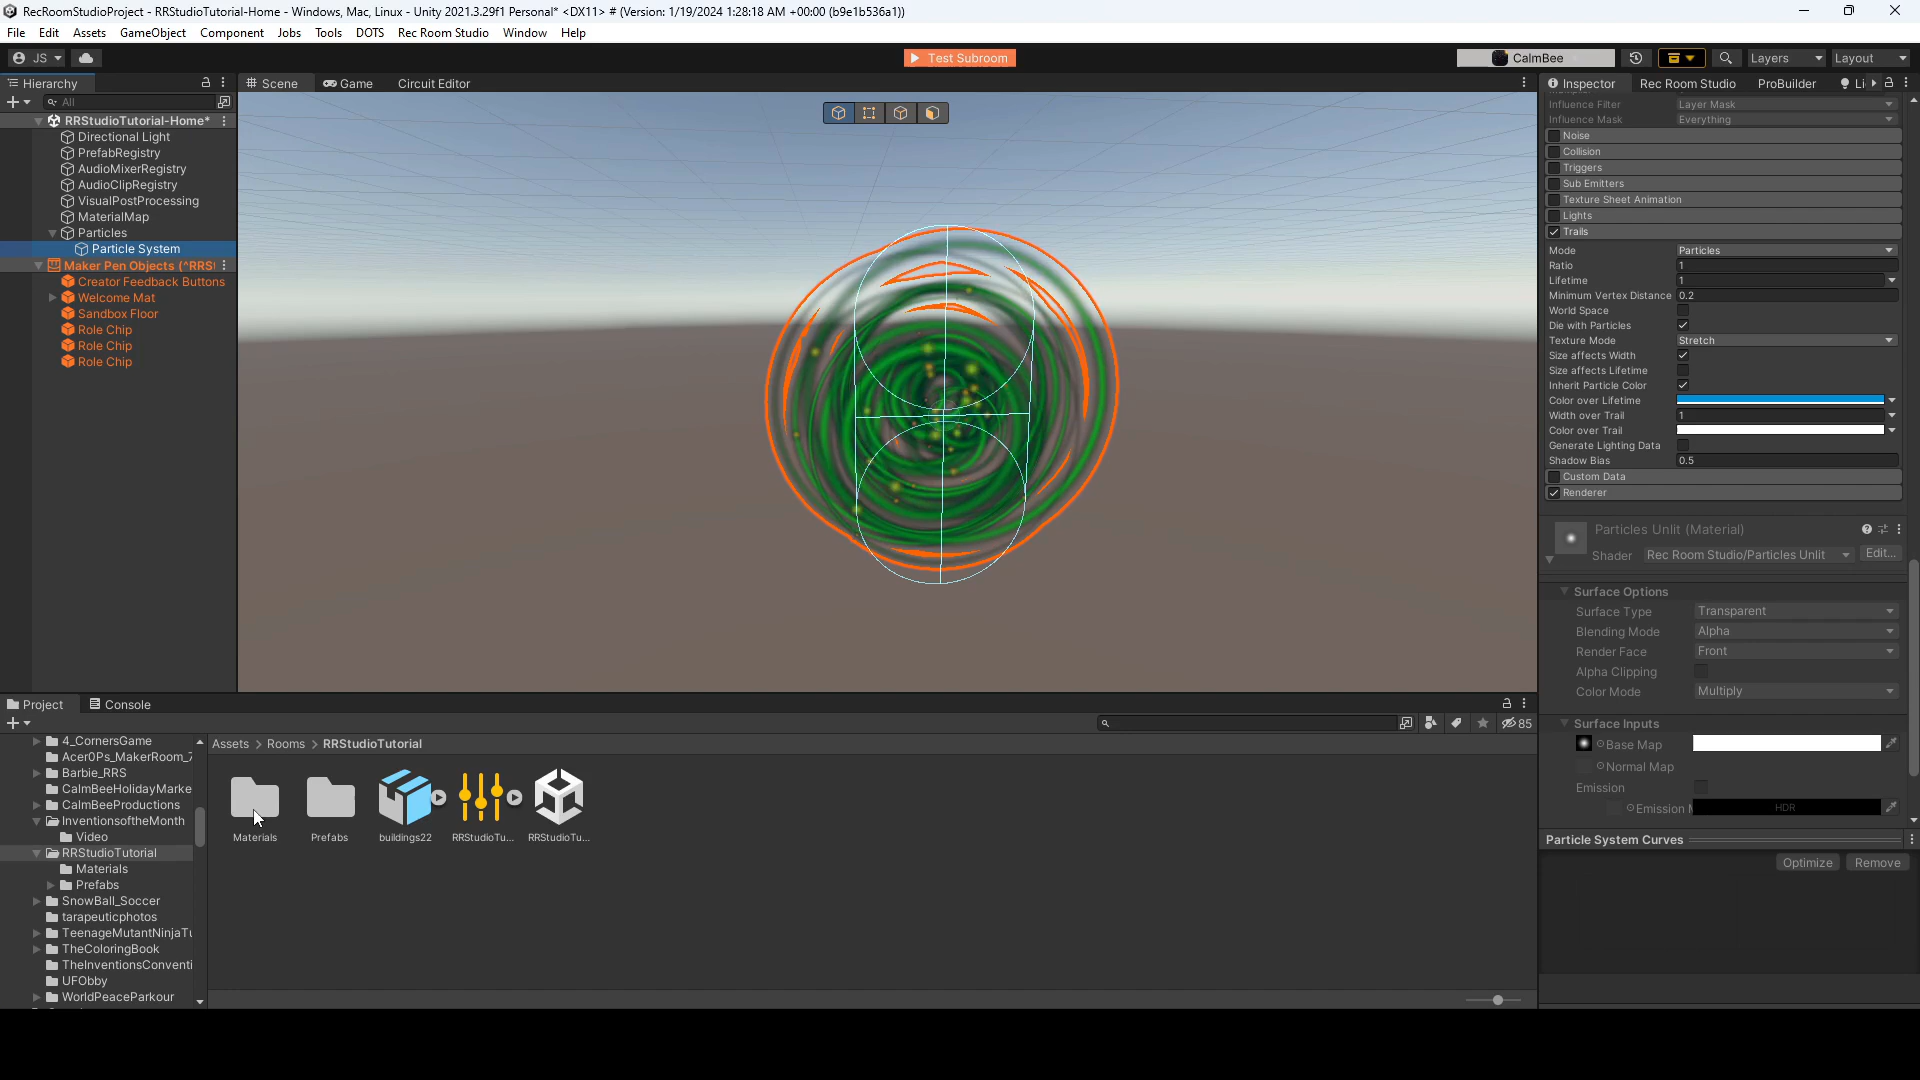 RecRoomStudioProject - RRStudioTutorial-Home - Windows, Mac, Linux - Unity 2021.3.29f1 Personal* <DX11> # (Version: 1/19/2024 1:28:18 AM +00:00 (b9e1b536a1))
File Edit Assets GameObject Component Jobs Tools DOTS Rec Room Studio Window Help
JS Test Subroom CalmBee Layers Layout
Hierarchy Scene Game Circuit Editor Inspector Rec Room Studio ProBuilder Li
All
RRStudioTutorial-Home*
Directional Light
PrefabRegistry
AudioMixerRegistry
AudioClipRegistry
VisualPostProcessing
MaterialMap
Particles
Particle System
Maker Pen Objects (^RRS
Creator Feedback Buttons
Welcome Mat
Sandbox Floor
Role Chip
Role Chip
Role Chip
Influence Filter Layer Mask
Influence Mask Everything
Noise
Collision
Triggers
Sub Emitters
Texture Sheet Animation
Lights
Trails
Mode Particles
Ratio 1
Lifetime 1
Minimum Vertex Distance 0.2
World Space
Die with Particles
Texture Mode Stretch
Size affects Width
Size affects Lifetime
Inherit Particle Color
Color over Lifetime
Width over Trail 1
Color over Trail
Generate Lighting Data
Shadow Bias 0.5
Custom Data
Renderer
Particles Unlit (Material)
Shader Rec Room Studio/Particles Unlit Edit...
Surface Options
Surface Type Transparent
Blending Mode Alpha
Render Face Front
Alpha Clipping
Color Mode Multiply
Surface Inputs
Base Map
Normal Map
Emission
Emission HDR
Particle System Curves
Optimize Remove
Project Console
85
4_CornersGame
Acer0Ps_MakerRoom_7
Barbie_RRS
CalmBeeHolidayMarke
CalmBeeProductions
InventionsoftheMonth
Video
RRStudioTutorial
Materials
Prefabs
SnowBall_Soccer
tarapeuticphotos
TeenageMutantNinjaTu
TheColoringBook
TheInventionsConventi
UFObby
WorldPeaceParkour
Assets > Rooms > RRStudioTutorial
Materials Prefabs buildings22 RRStudioTu... RRStudioTu...